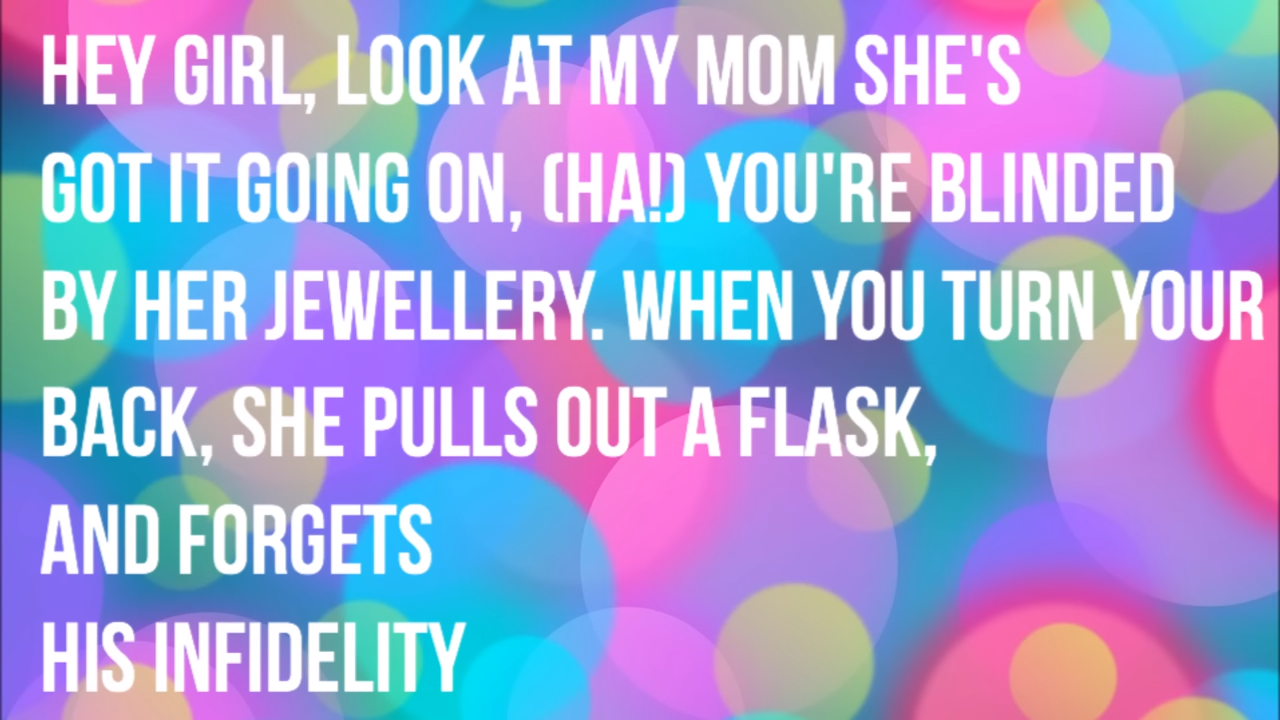 HEY GIRL, LOOK AT MY MOM SHE'S
GOT IT GOING ON, (HA!) YOU'RE BLINDED
BY HER JEWELLERY. WHEN YOU TURN YOUR
BACK, SHE PULLS OUT A FLASK,
AND FORGETS
HIS INFIDELITY